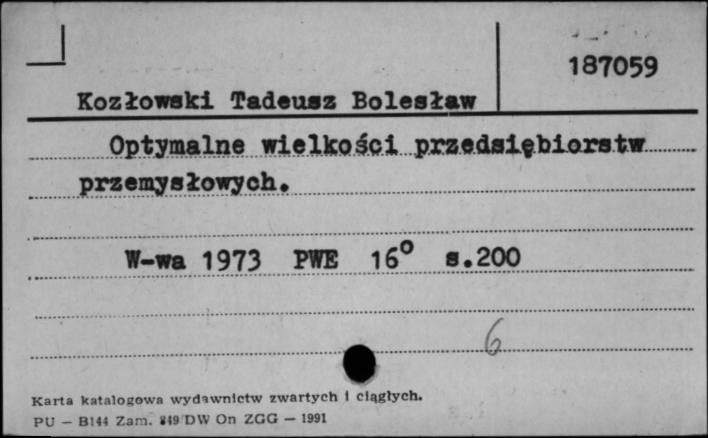 187059
Kozłowski Tadeusz Bolesław
Optymalne wielkości przedsiębiorstw
przemysłowych.
W-wa 1973 PWE 16° s.200
6
Karta katalogowa wydawnictw zwartych i ciągłych.
PU — B144 Zam. 849 DW On ZGG — 1991